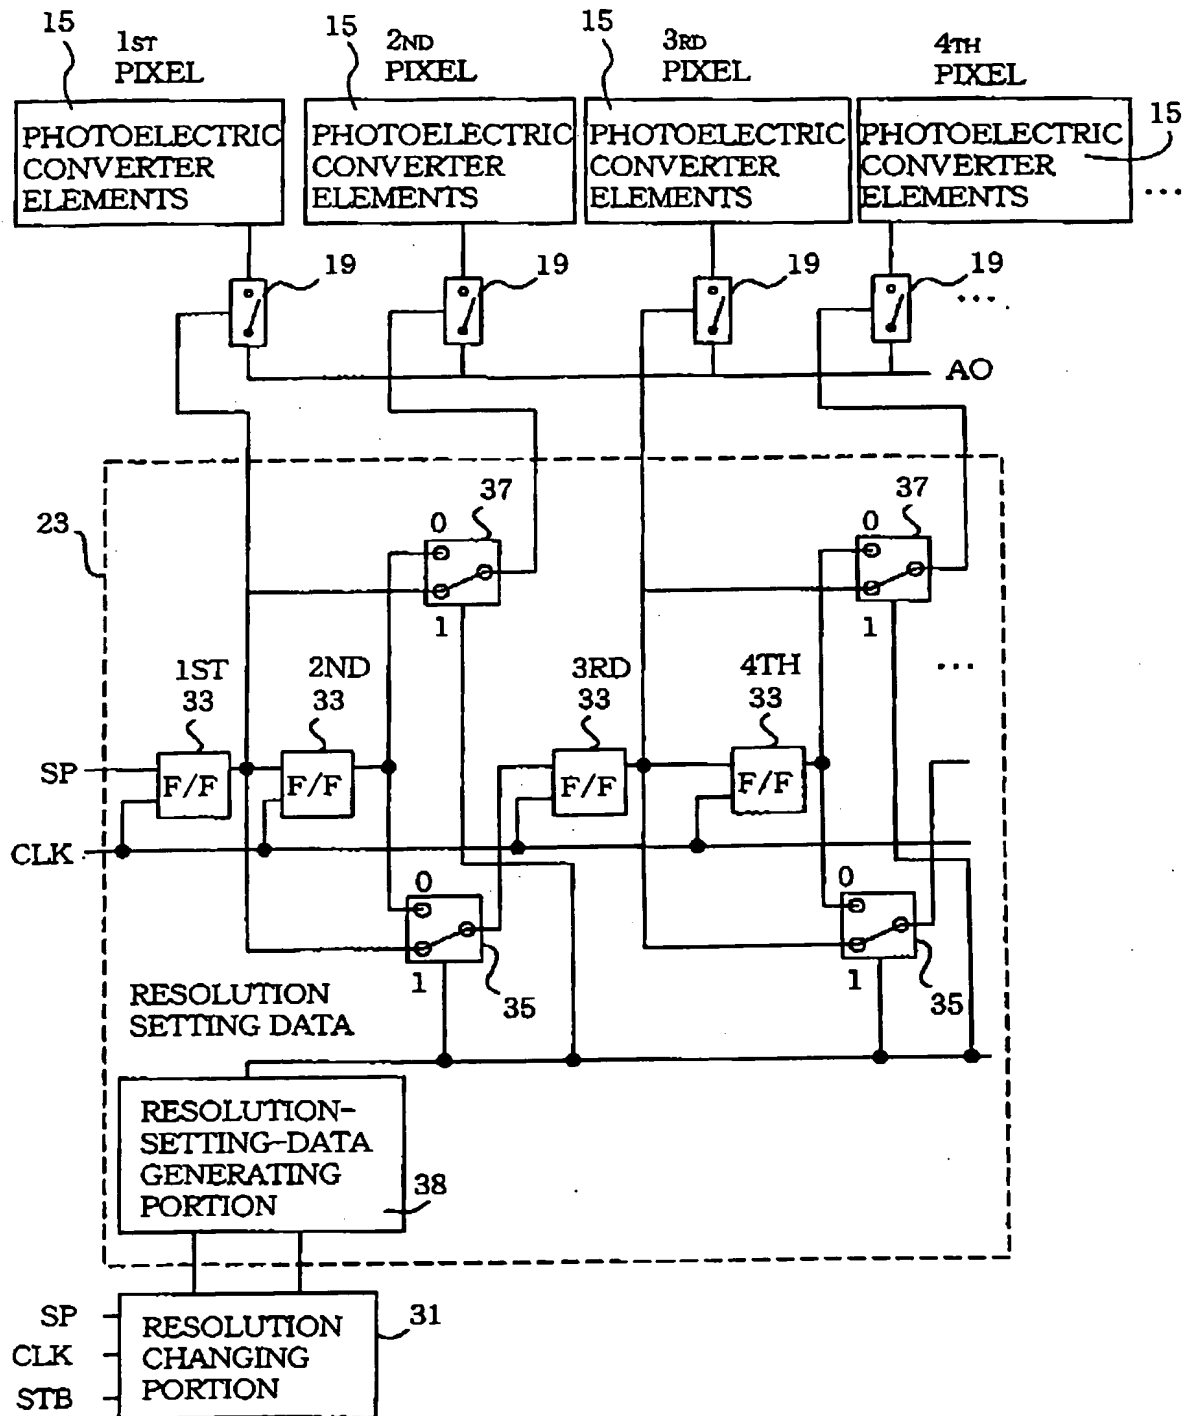 15
1ST
PIXEL
15
2ND
PIXEL
15
3RD
PIXEL
4TH
PIXEL
15
PHOTOELECTRIC
CONVERTER
ELEMENTS
PHOTOELECTRIC
CONVERTER
ELEMENTS
PHOTOELECTRIC
CONVERTER
ELEMENTS
PHOTOELECTRIC
CONVERTER
ELEMENTS
...
19
19
19
19
...
AO
23
0
37
1
0
37
1
1ST
33
2ND
33
3RD
33
4TH
33
...
SP
F/F
F/F
F/F
F/F
CLK
0
1
35
0
1
35
RESOLUTION
SETTING DATA
RESOLUTION-
SETTING-DATA
GENERATING
PORTION
38
SP
CLK
STB
RESOLUTION
CHANGING
PORTION
31